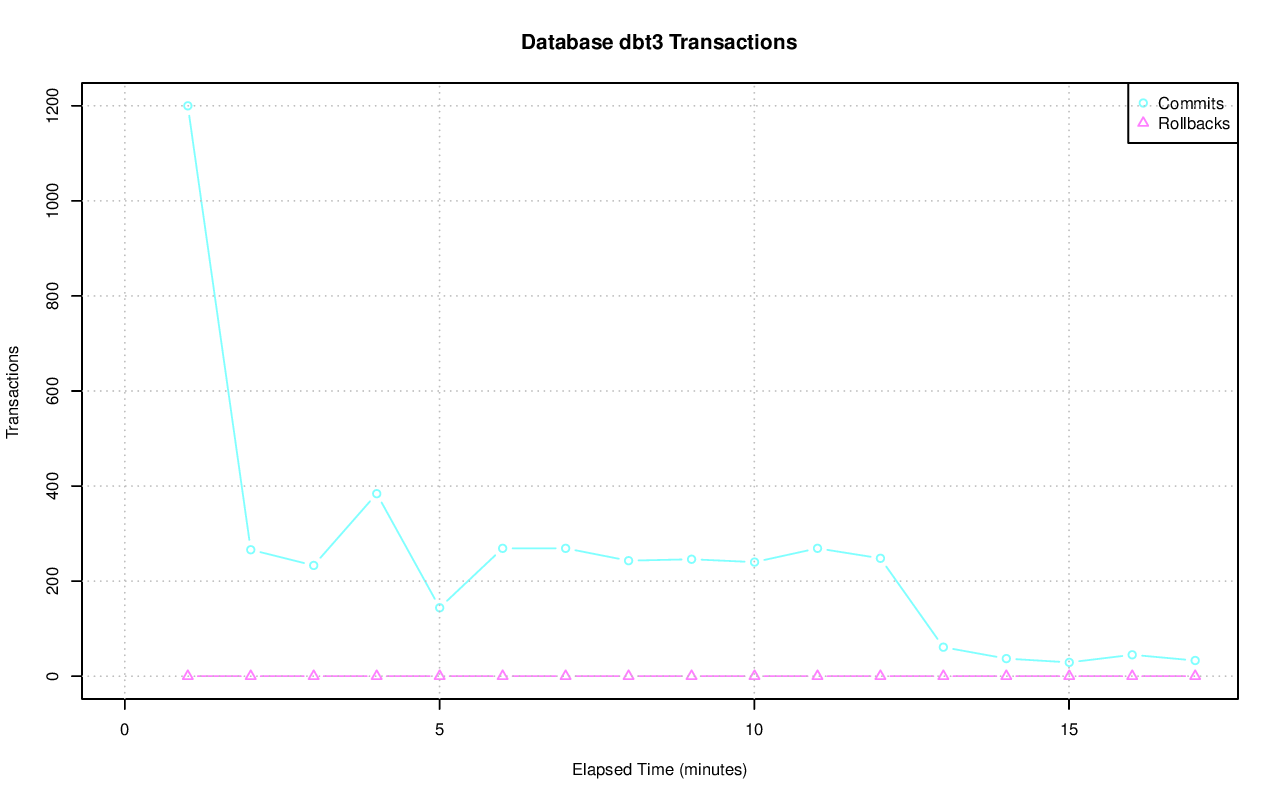 Database dbt3 Transactions
Commits
Rollbacks
Transactions
1200
1000
800
600
400
200
0
0 5 10 15
Elapsed Time (minutes)